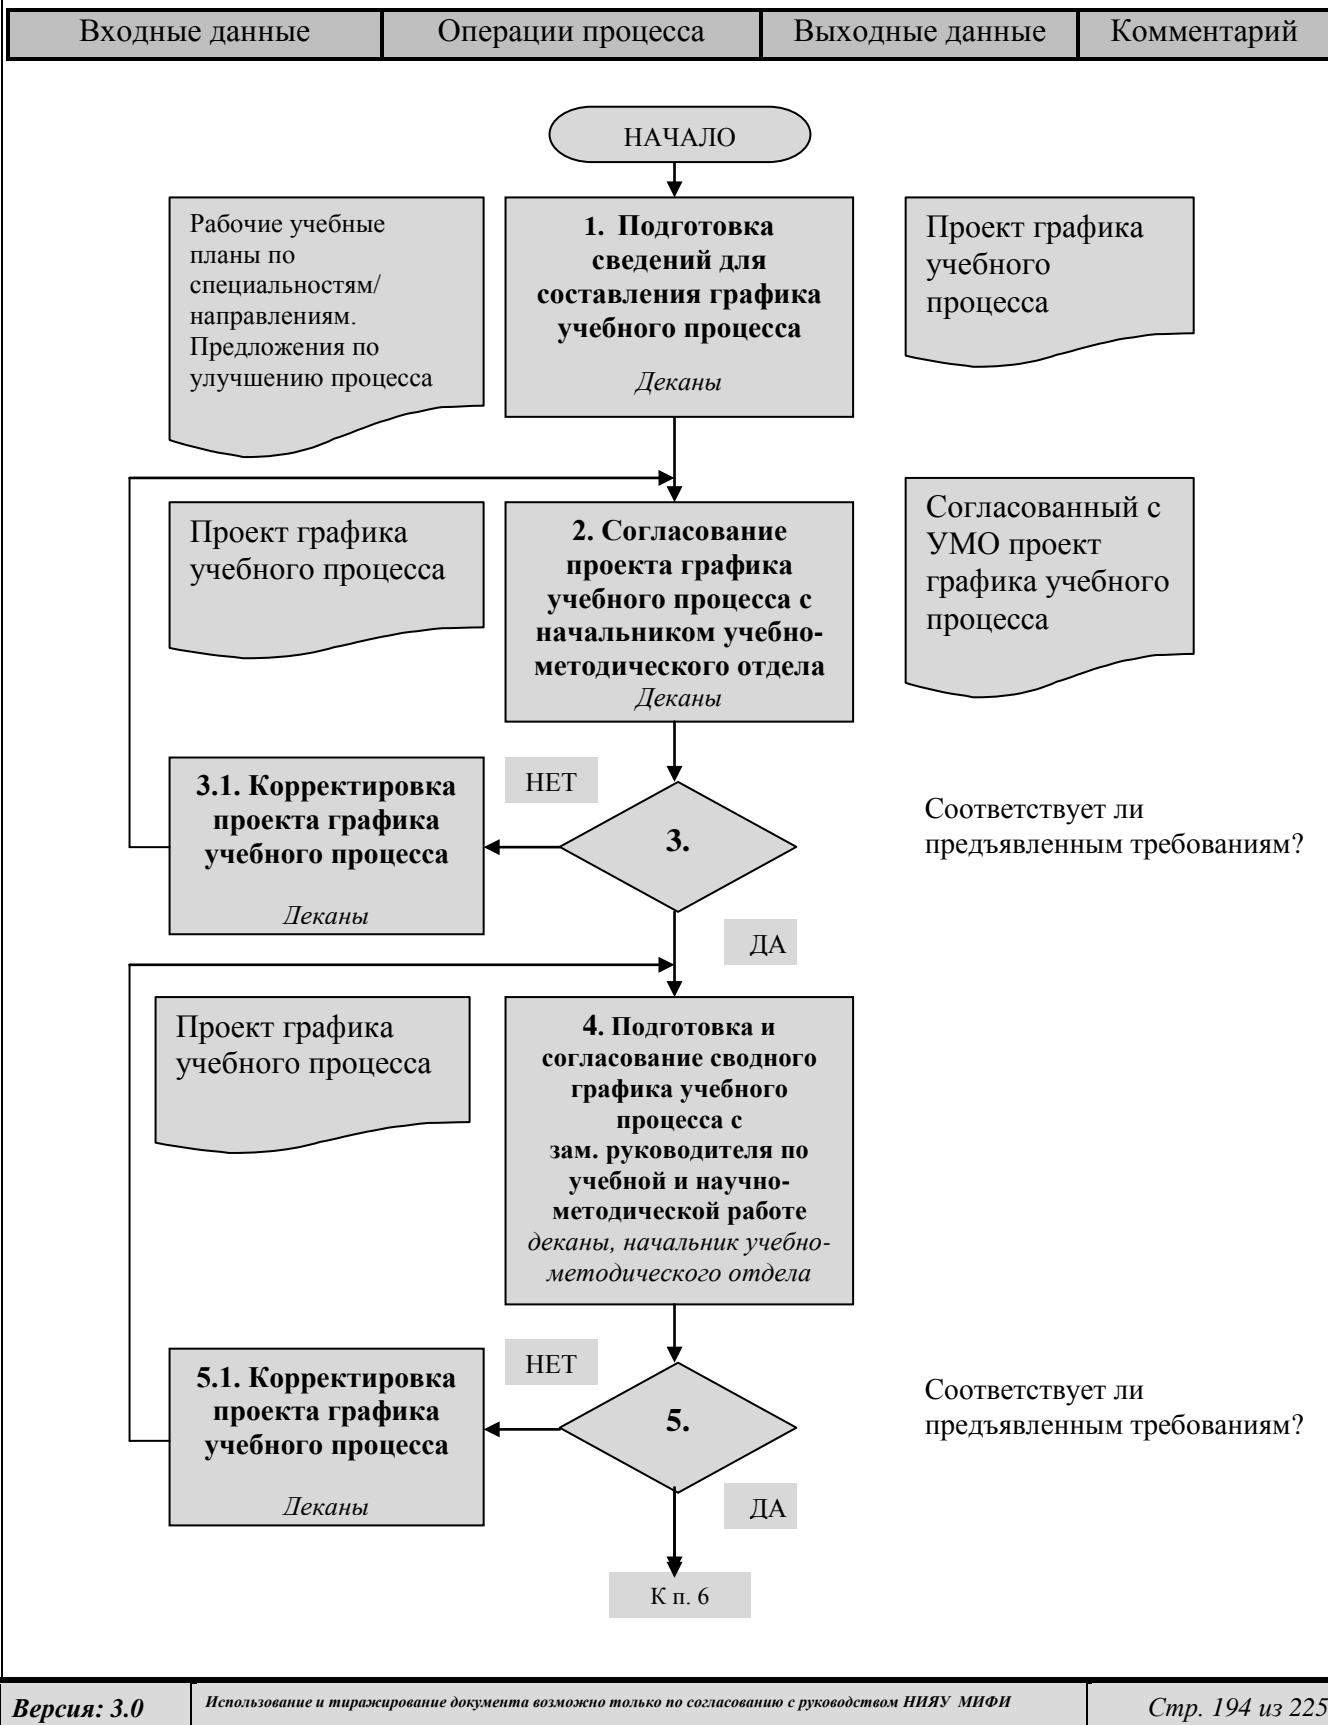 Входные данные
Операции процесса
Выходные данные
Комментарий
НАЧАЛО
Рабочие учебные
планы по
специальностям/
направлениям.
Предложения по
улучшению процесса
1. Подготовка
сведений для
составления графика
учебного процесса
Деканы
Проект графика
учебного
процесса
Проект графика
учебного процесса
2. Согласование
проекта графика
учебного процесса с
начальником учебно-
методического отдела
Деканы
Согласованный с
УМО проект
графика учебного
процесса
3.1. Корректировка
проекта графика
учебного процесса
Деканы
НЕТ
3.
Соответствует ли
предъявленным требованиям?
ДА
Проект графика
учебного процесса
4. Подготовка и
согласование сводного
графика учебного
процесса с
зам. руководителя по
учебной и научно-
методической работе
деканы, начальник учебно-
методического отдела
5.1. Корректировка
проекта графика
учебного процесса
Деканы
НЕТ
5.
Соответствует ли
предъявленным требованиям?
ДА
К п. 6
Версия: 3.0
Использование и тиражирование документа возможно только по согласованию с руководством НИЯУ МИФИ
Стр. 194 из 225